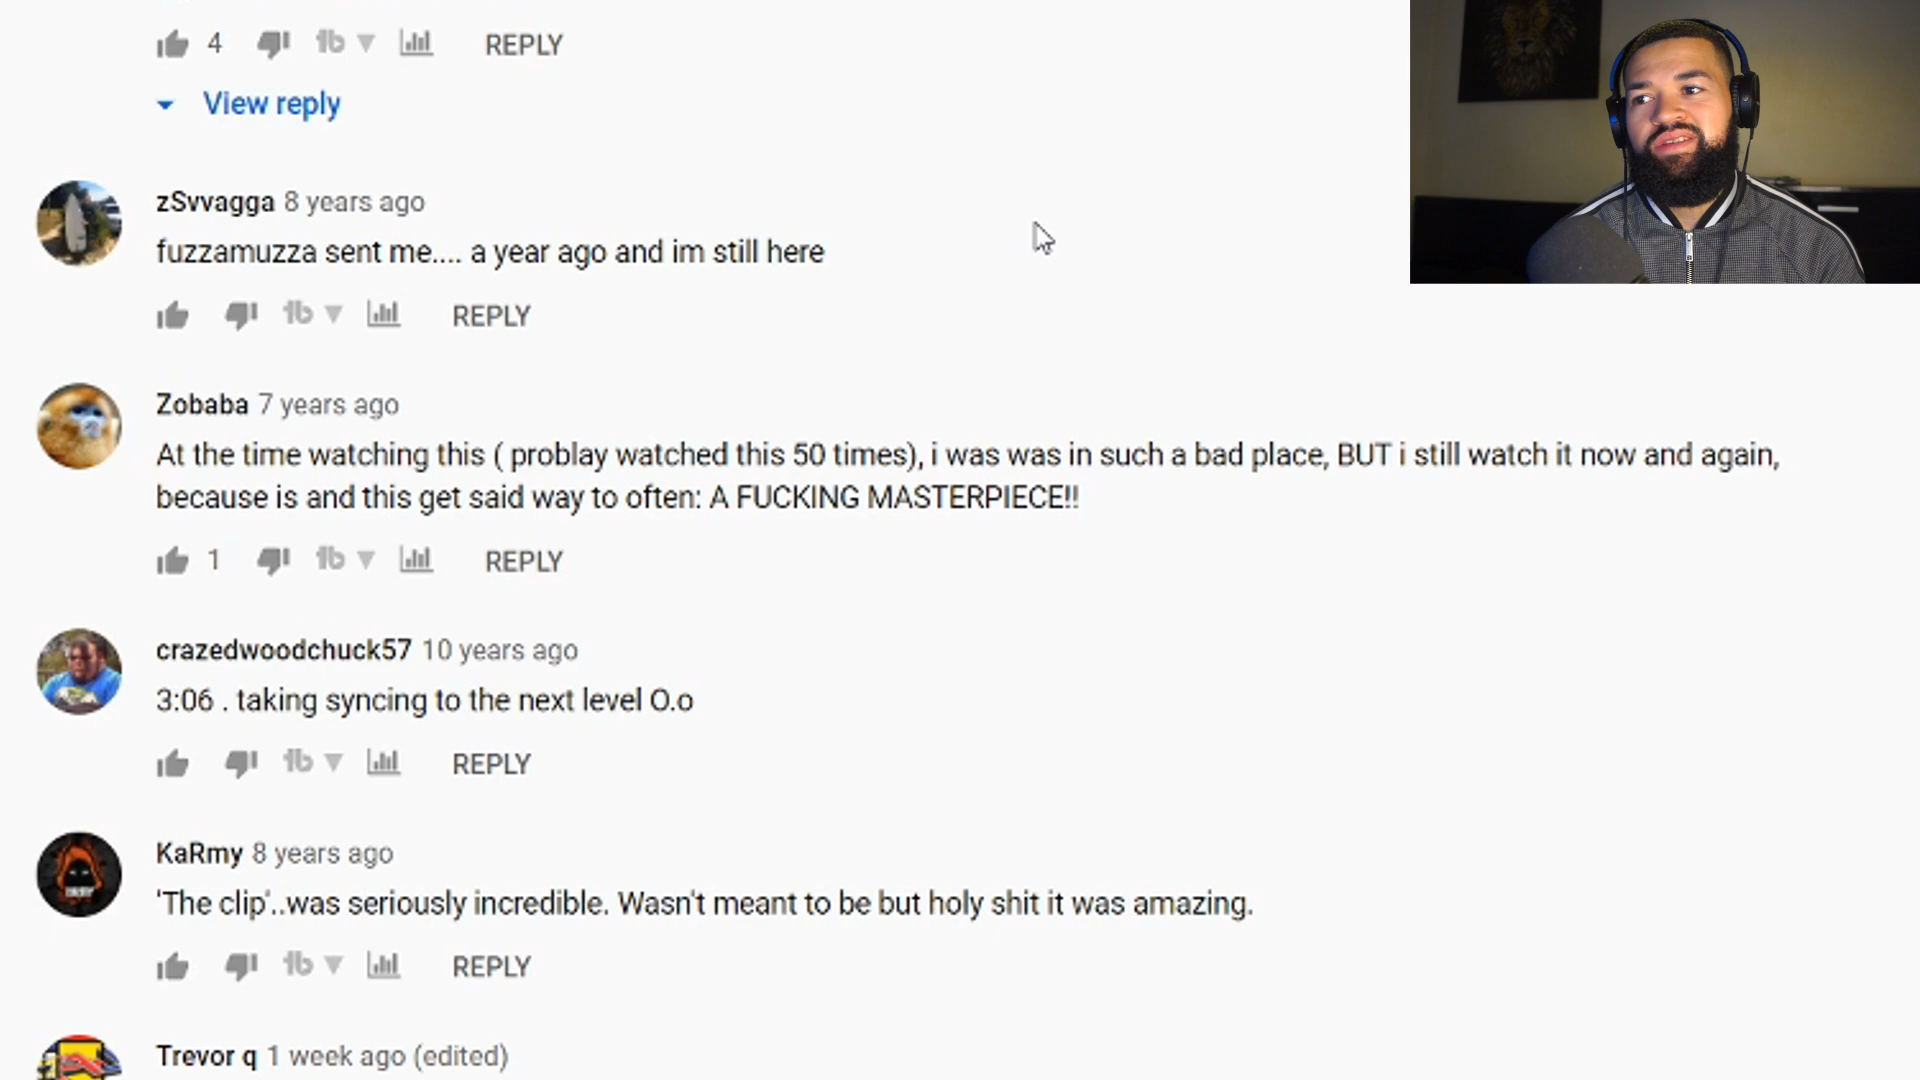 4 REPLY
View reply
zSvvagga 8 years ago
fuzzamuzza sent me.... a year ago and im still here
REPLY
Zobaba 7 years ago
At the time watching this ( problay watched this 50 times), i was was in such a bad place, BUT i still watch it now and again,
because is and this get said way to often: A FUCKING MASTERPIECE!!
1 REPLY
crazedwoodchuck57 10 years ago
3:06 . taking syncing to the next level O.o
REPLY
KaRmy 8 years ago
'The clip'..was seriously incredible. Wasn't meant to be but holy shit it was amazing.
REPLY
Trevor q 1 week ago (edited)